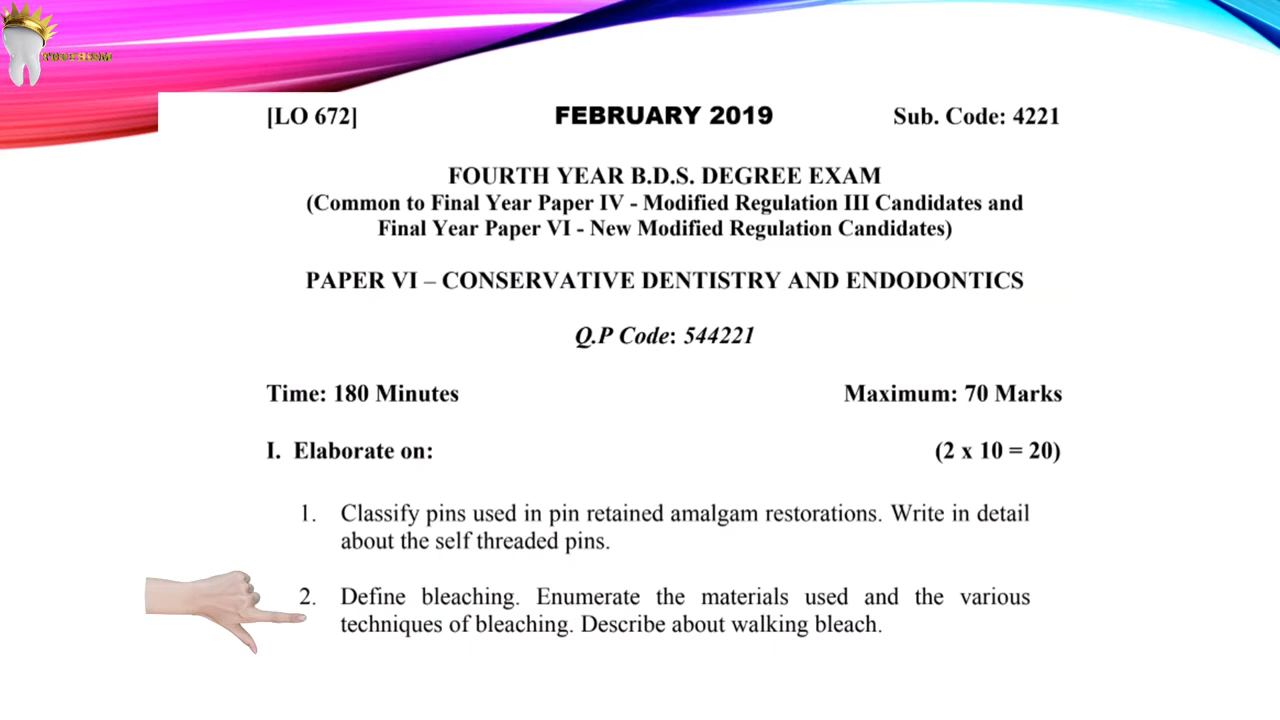 TOOTHISM
[LO 672] FEBRUARY 2019 Sub. Code: 4221
FOURTH YEAR B.D.S. DEGREE EXAM
(Common to Final Year Paper IV - Modified Regulation III Candidates and
Final Year Paper VI - New Modified Regulation Candidates)
PAPER VI – CONSERVATIVE DENTISTRY AND ENDODONTICS
Q.P Code: 544221
Time: 180 Minutes Maximum: 70 Marks
I. Elaborate on: (2 x 10 = 20)
1. Classify pins used in pin retained amalgam restorations. Write in detail
about the self threaded pins.
2. Define bleaching. Enumerate the materials used and the various
techniques of bleaching. Describe about walking bleach.